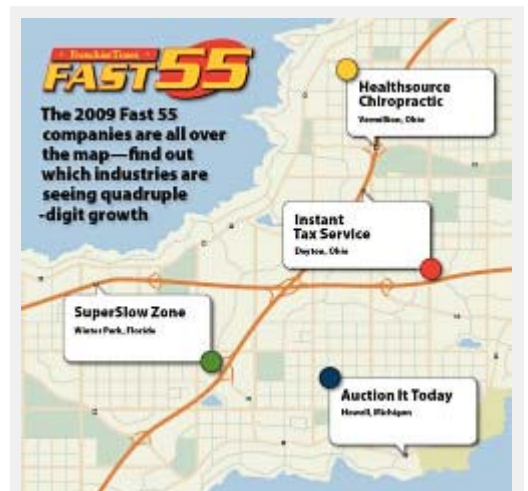 Franchise Times
FAST 55
The 2009 Fast 55
companies are all over
the map—find out
which industries are
seeing quadruple
-digit growth
Healthsource
Chiropractic
Vermilion, Ohio
Instant
Tax Service
Dayton, Ohio
SuperSlow Zone
Winter Park, Florida
Auction It Today
Howell, Michigan